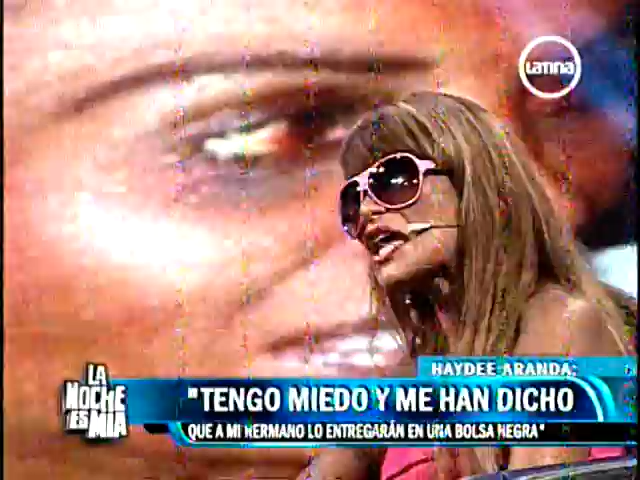 LATINA
HAYDEE ARANDA:
LA
NOCHE
ES
MIA
"TENGO MIEDO Y ME HAN DICHO
QUE A MI HERMANO LO ENTREGARÁN EN UNA BOLSA NEGRA"